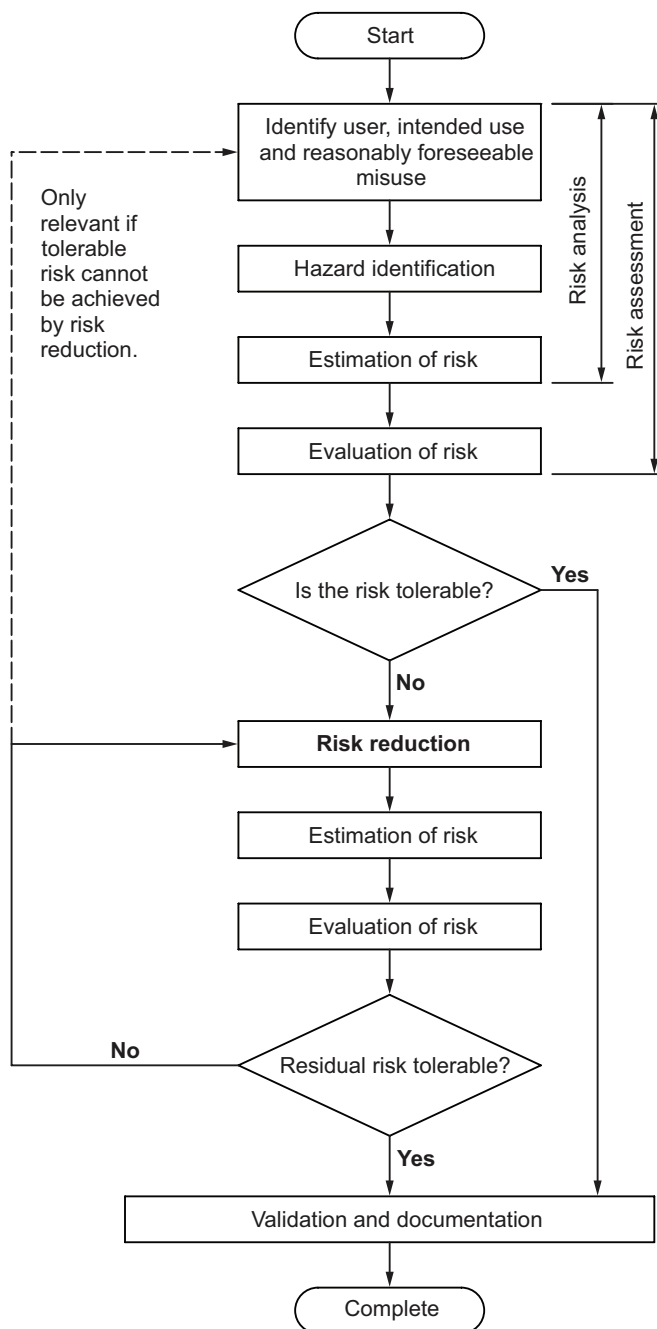 Start
Identify user, intended use
and reasonably foreseeable
misuse
Only
relevant if
tolerable
risk cannot
be achieved
by risk
reduction.
Risk analysis
Risk assessment
Hazard identification
Estimation of risk
Evaluation of risk
Is the risk tolerable?
Yes
No
Risk reduction
Estimation of risk
Evaluation of risk
No
Residual risk tolerable?
Yes
Validation and documentation
Complete